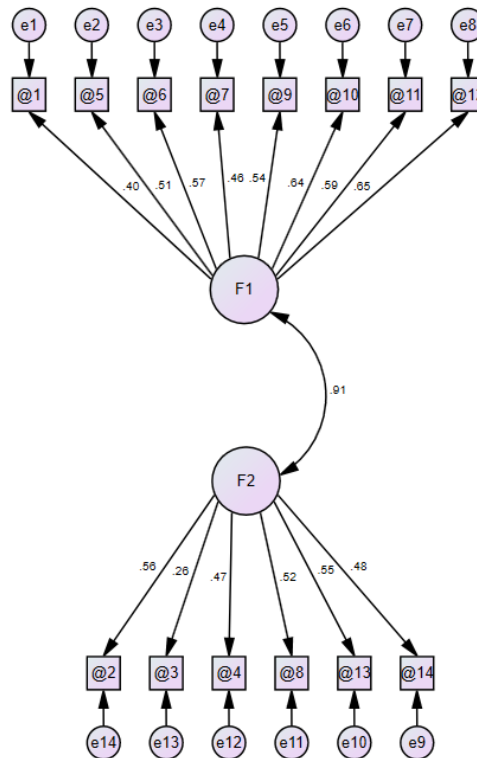 e1 e2 e3 e4 e5 e6 e7 e8
@1 @5 @6 @7 @9 @10 @11
.40 .51 .57 .46 .54 .64 .59 .65
F1
.91
F2
.56 .26 .47 .52 .55 .48
@2 @3 @4 @8 @13 @14
e14 e13 e12 e11 e10 e9